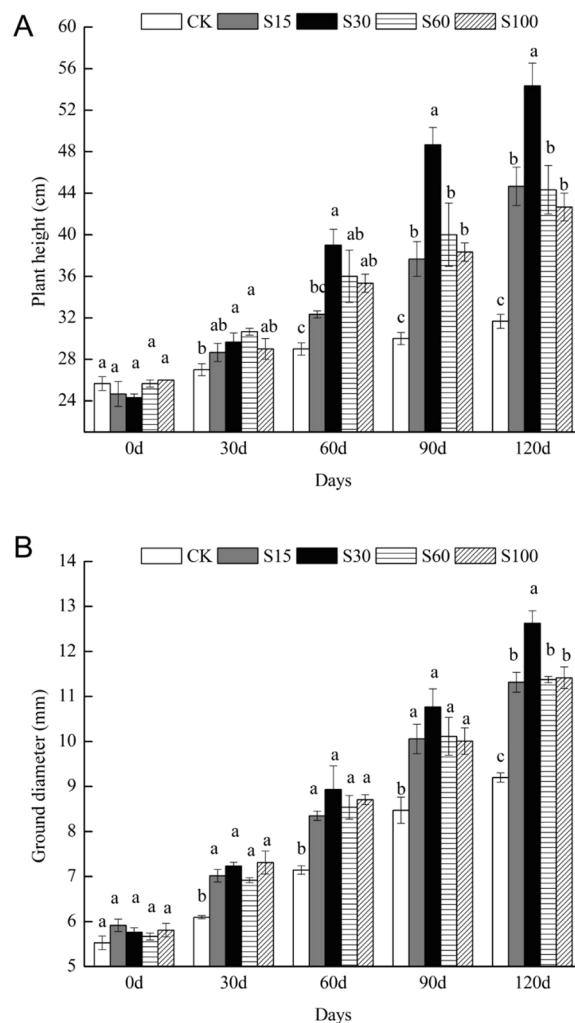 A
CK S15 S30 S60 S100
60
56
52
48
44
40
36
32
28
24
Plant height (cm)
a a a a a
b ab a a ab
c bc a ab ab
c b a b b
c b a b b
0d 30d 60d 90d 120d
Days
B
CK S15 S30 S60 S100
14
13
12
11
10
9
8
7
6
5
Ground diameter (mm)
a a a a a
b a a a a
b a a a a
b a a a a
c b a b b
0d 30d 60d 90d 120d
Days